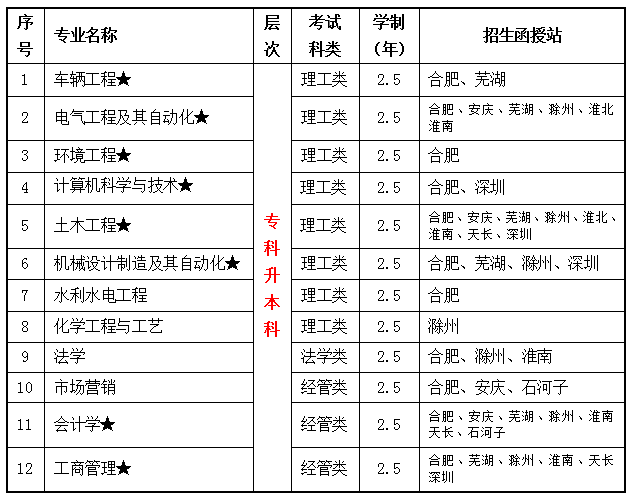 序号 专业名称 层次 考试科类 学制（年） 招生函授站
1 车辆工程★ 理工类 2.5 合肥、芜湖
2 电气工程及其自动化★ 理工类 2.5 合肥、安庆、芜湖、滁州、淮北
淮南
3 环境工程★ 理工类 2.5 合肥
4 计算机科学与技术★ 理工类 2.5 合肥、深圳
5 土木工程★ 理工类 2.5 合肥、安庆、芜湖、滁州、淮北、
淮南、天长、深圳
6 机械设计制造及其自动化★ 理工类 2.5 合肥、芜湖、滁州、深圳
7 水利水电工程 理工类 2.5 合肥
8 化学工程与工艺 理工类 2.5 滁州
9 法学 法学类 2.5 合肥、滁州、淮南
10 市场营销 经管类 2.5 合肥、安庆、石河子
11 会计学★ 经管类 2.5 合肥、安庆、芜湖、滁州、淮南
天长、石河子
12 工商管理★ 经管类 2.5 合肥、芜湖、滁州、淮南、天长
深圳
专科升本科